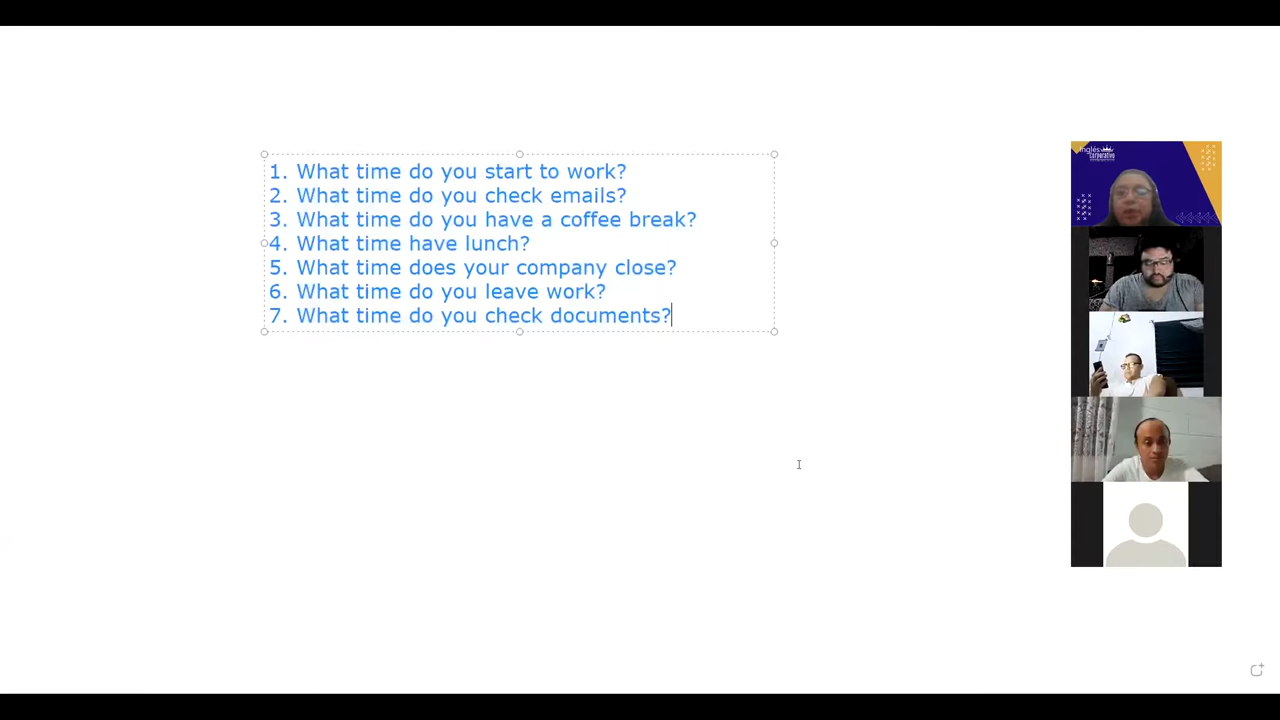 1. What time do you start to work?
2. What time do you check emails?
3. What time do you have a coffee break?
4. What time have lunch?
5. What time does your company close?
6. What time do you leave work?
7. What time do you check documents?
Inglés
Corporativo